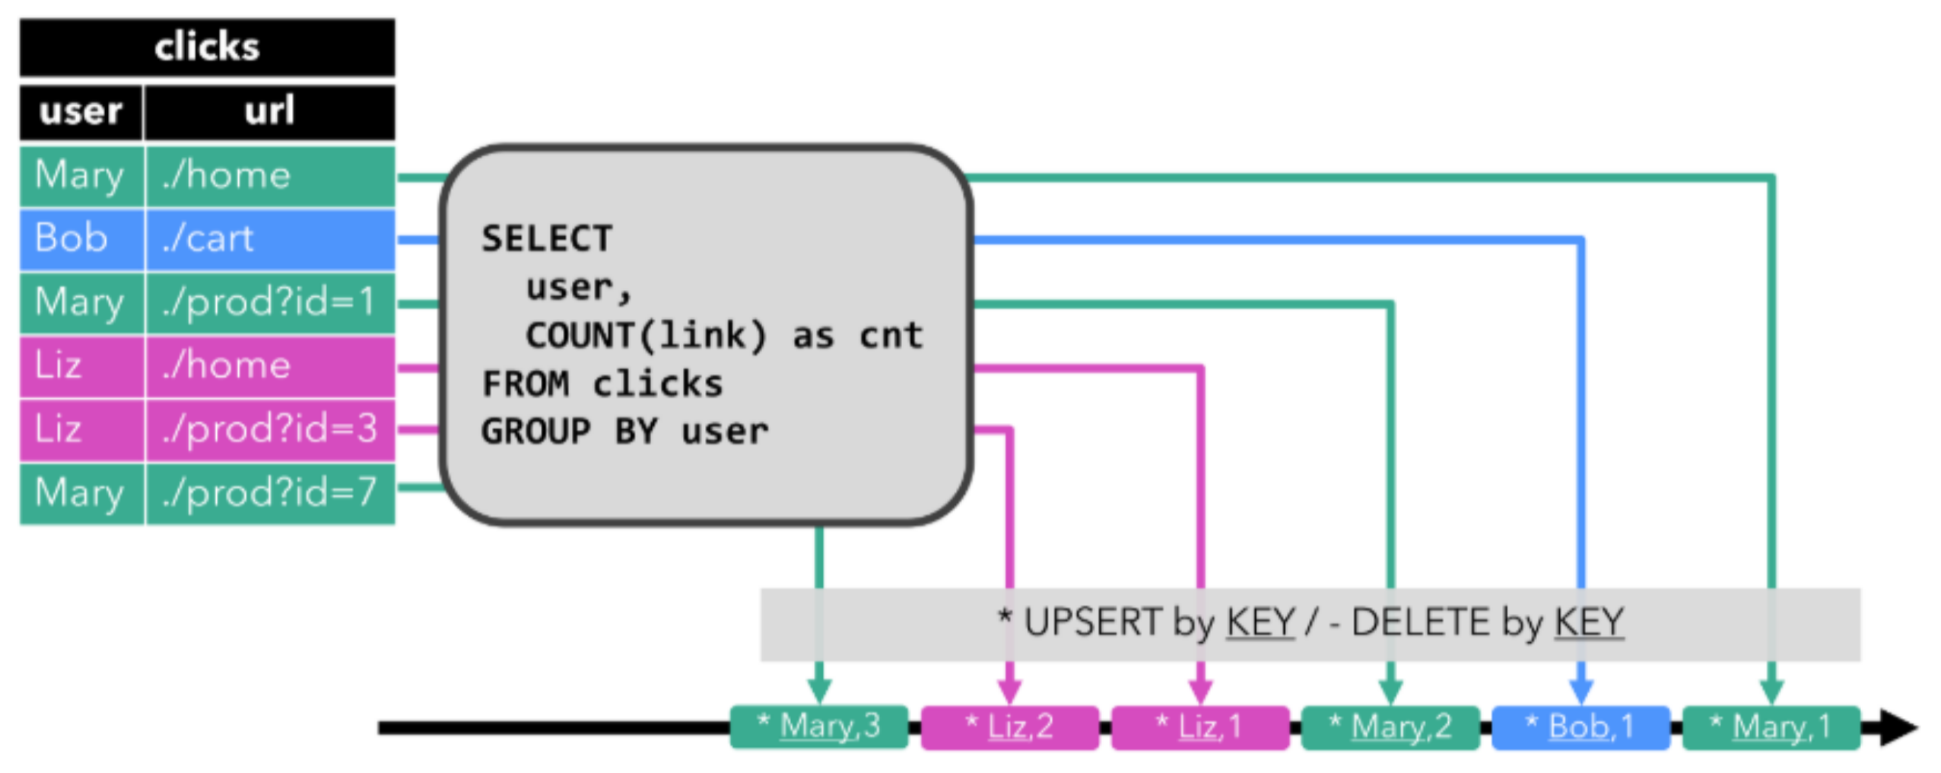 clicks
user url
Mary ./home
Bob ./cart
Mary ./prod?id=1
Liz ./home
Liz ./prod?id=3
Mary ./prod?id=7
SELECT
user,
COUNT(link) as cnt
FROM clicks
GROUP BY user
* UPSERT by KEY / - DELETE by KEY
* Mary,3 * Liz,2 * Liz,1 * Mary,2 * Bob,1 * Mary,1